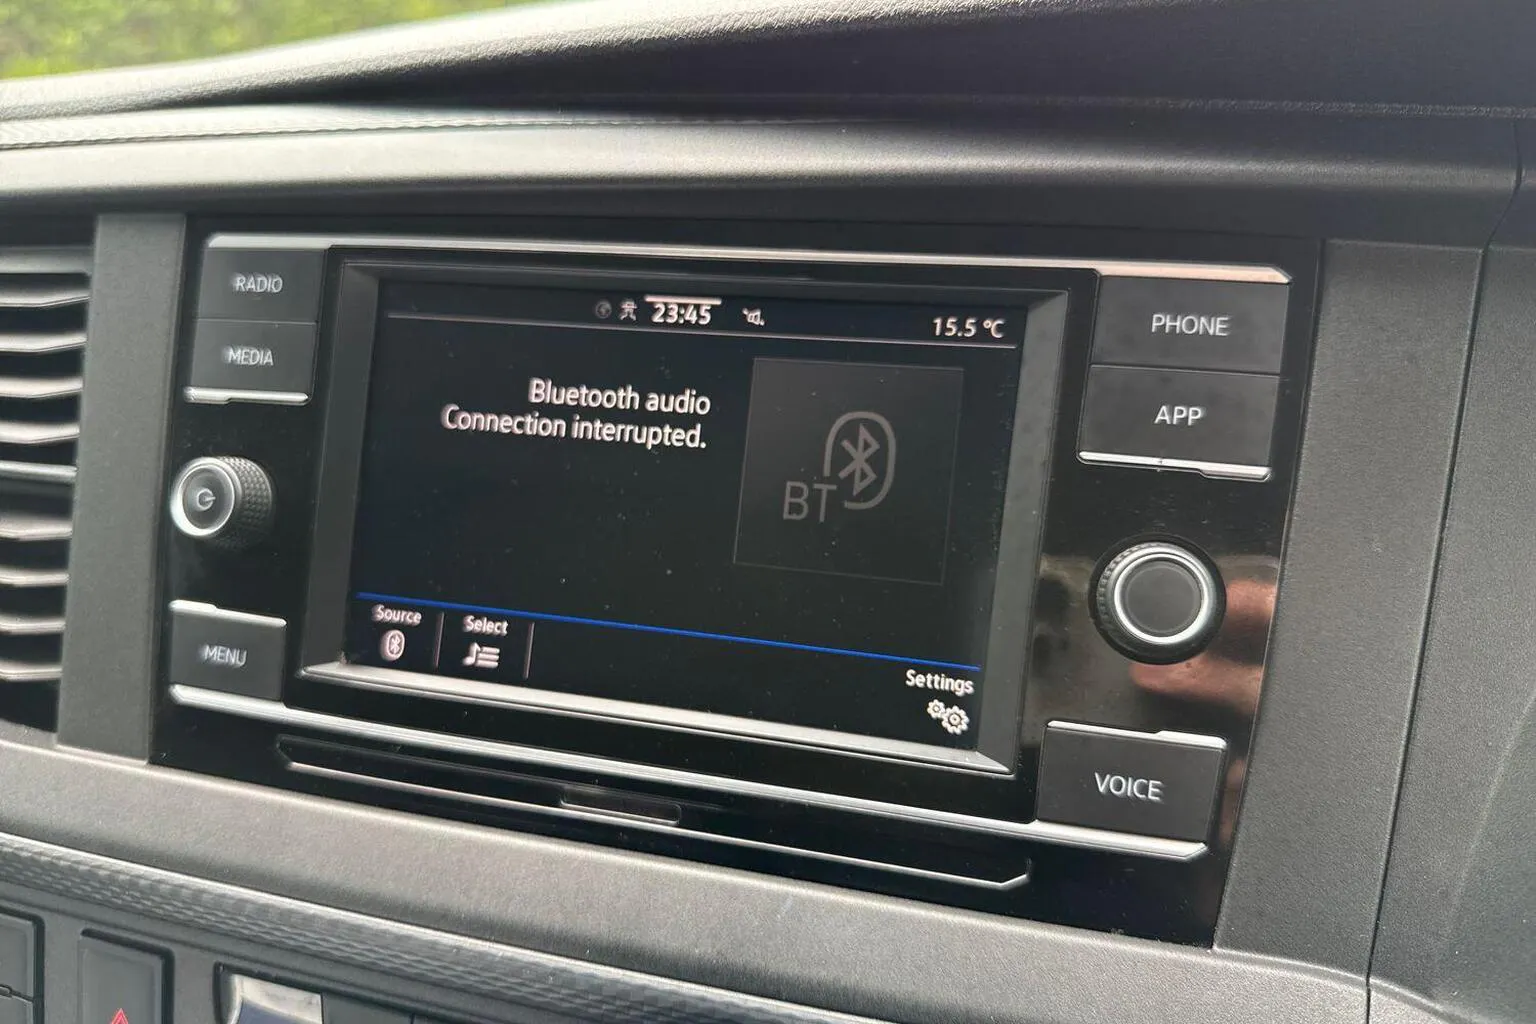 RADIO
MEDIA
MENU
23:45
15.5 °C
Bluetooth audio
Connection interrupted.
BT
Source
Select
Settings
PHONE
APP
VOICE